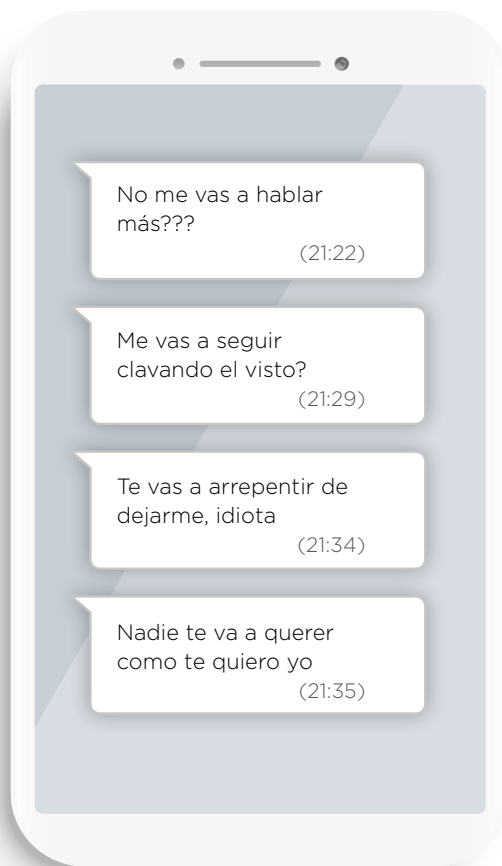 No me vas a hablar
más???
(21:22)
Me vas a seguir
clavando el visto?
(21:29)
Te vas a arrepentir de
dejarme, idiota
(21:34)
Nadie te va a querer
como te quiero yo
(21:35)